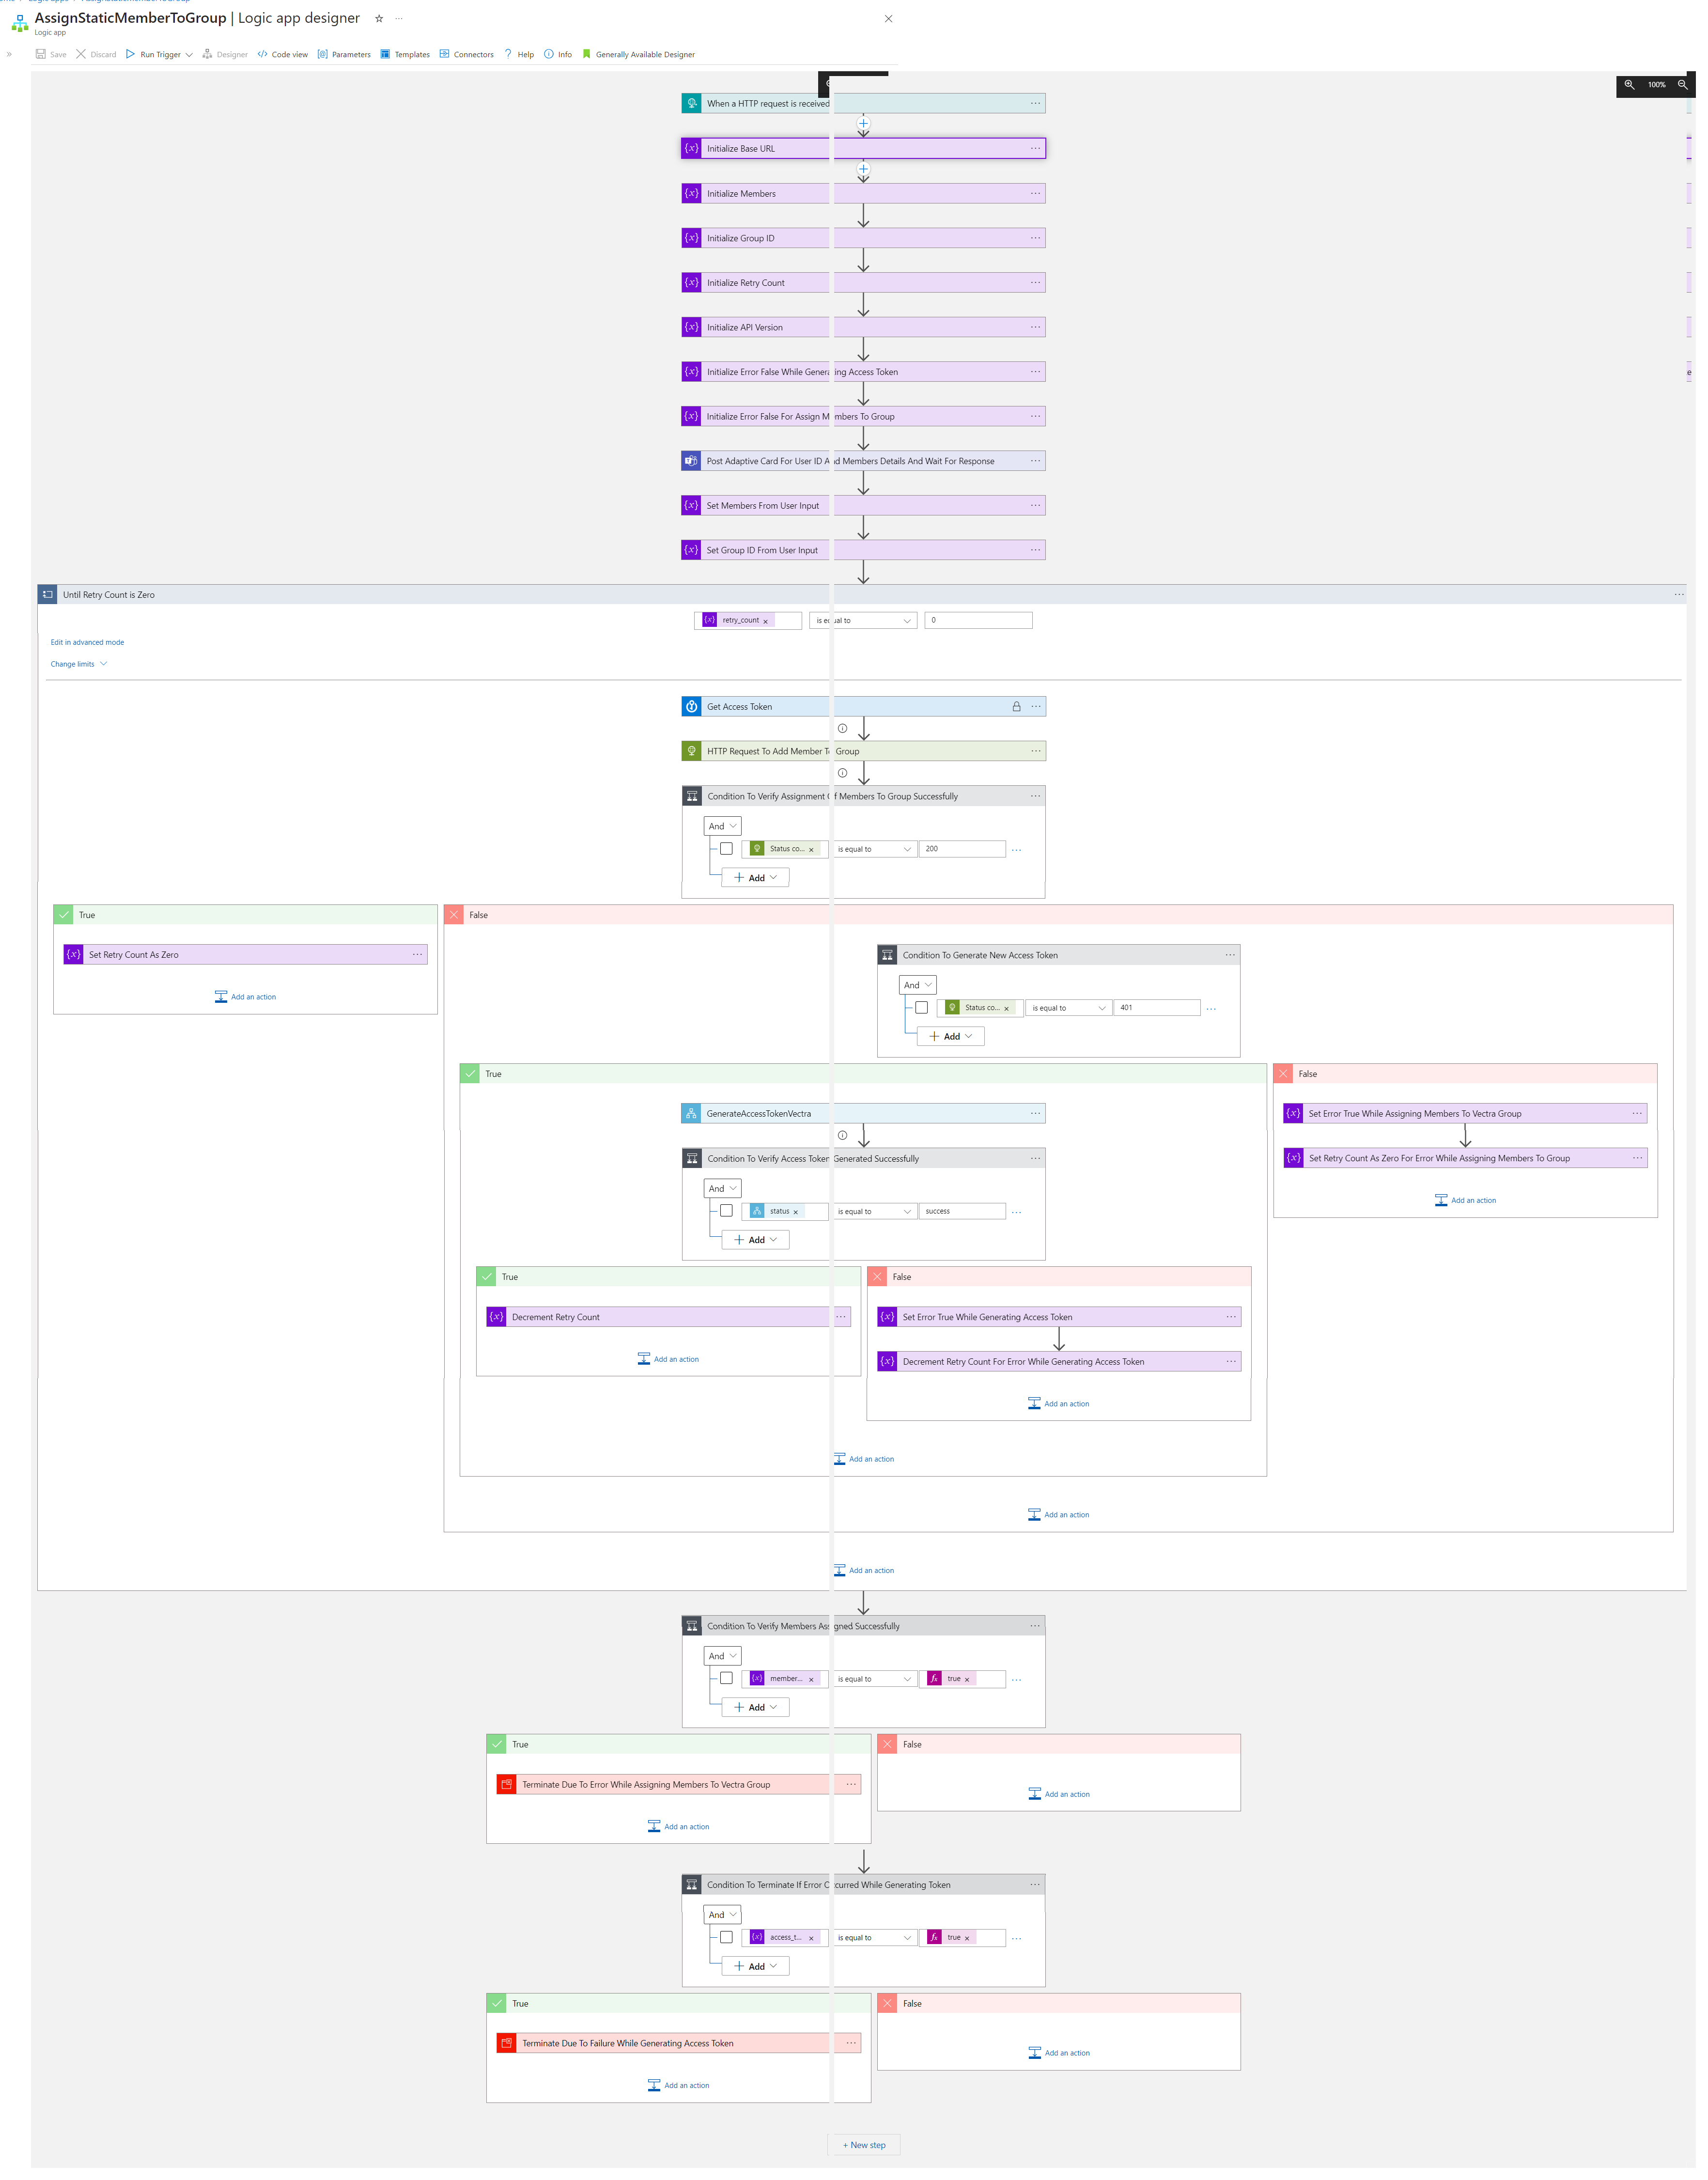 AssignStaticMemberToGroup | Logic app designer
Logic app
Save Discard Run Trigger Designer Code view Parameters Templates Connectors Help Info Generally Available Designer
100%
When a HTTP request is received
Initialize Base URL
Initialize Members
Initialize Group ID
Initialize Retry Count
Initialize API Version
Initialize Error False While Generating Access Token
Initialize Error False For Assign Members To Group
Post Adaptive Card For User ID And Members Details And Wait For Response
Set Members From User Input
Set Group ID From User Input
Until Retry Count is Zero
retry_count is equal to 0
Edit in advanced mode
Change limits
Get Access Token
HTTP Request To Add Member To Group
Condition To Verify Assignment Of Members To Group Successfully
And
Status co... is equal to 200
Add
True
False
Set Retry Count As Zero
Add an action
Condition To Generate New Access Token
And
Status co... is equal to 401
Add
True
False
GenerateAccessTokenVectra
Set Error True While Assigning Members To Vectra Group
Condition To Verify Access Token Generated Successfully
Set Retry Count As Zero For Error While Assigning Members To Group
And
Add an action
status is equal to success
Add
True
False
Decrement Retry Count
Set Error True While Generating Access Token
Add an action
Decrement Retry Count For Error While Generating Access Token
Add an action
Add an action
Add an action
Add an action
Condition To Verify Members Assigned Successfully
And
member... is equal to true
Add
True
False
Terminate Due To Error While Assigning Members To Vectra Group
Add an action
Add an action
Condition To Terminate If Error Occurred While Generating Token
And
access_t... is equal to true
Add
True
False
Terminate Due To Failure While Generating Access Token
Add an action
Add an action
+ New step